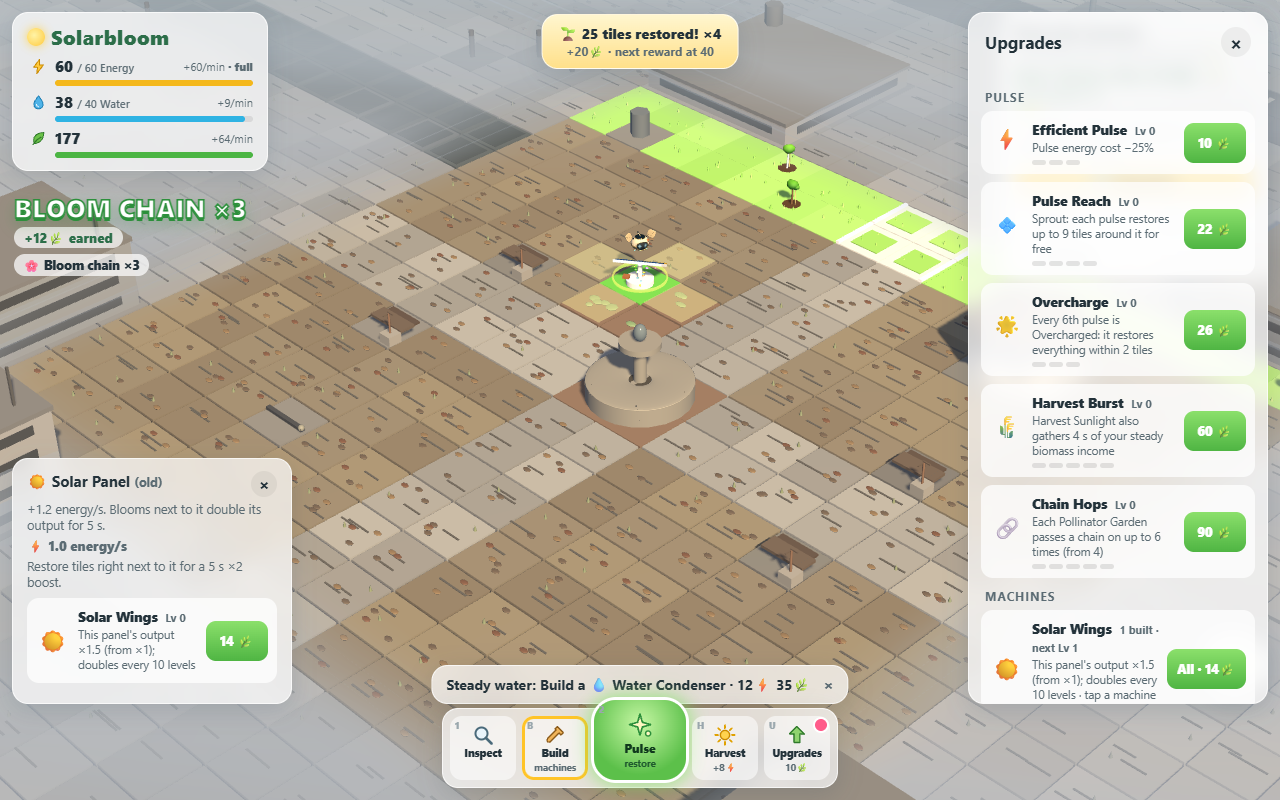 Solarbloom
60 / 60 Energy +60/min · full
38 / 40 Water +9/min
177 +64/min
BLOOM CHAIN ×3
+12 earned
Bloom chain ×3
25 tiles restored! ×4
+20 · next reward at 40
Solar Panel (old)
×
+1.2 energy/s. Blooms next to it double its
output for 5 s.
1.0 energy/s
Restore tiles right next to it for a 5 s ×2
boost.
Solar Wings Lv 0
This panel's output
×1.5 (from ×1);
doubles every 10 levels
14
Steady water: Build a Water Condenser · 12 35 ×
1
Inspect
B
Build
machines
Pulse
restore
H
Harvest
+8
U
Upgrades
10
Upgrades
×
PULSE
Efficient Pulse Lv 0
Pulse energy cost −25%
10
Pulse Reach Lv 0
Sprout: each pulse restores
up to 9 tiles around it for
free
22
Overcharge Lv 0
Every 6th pulse is
Overcharged: it restores
everything within 2 tiles
26
Harvest Burst Lv 0
Harvest Sunlight also
gathers 4 s of your steady
biomass income
60
Chain Hops Lv 0
Each Pollinator Garden
passes a chain on up to 6
times (from 4)
90
MACHINES
Solar Wings 1 built ·
next Lv 1
This panel's output ×1.5
(from ×1); doubles every
10 levels · tap a machine
All · 14